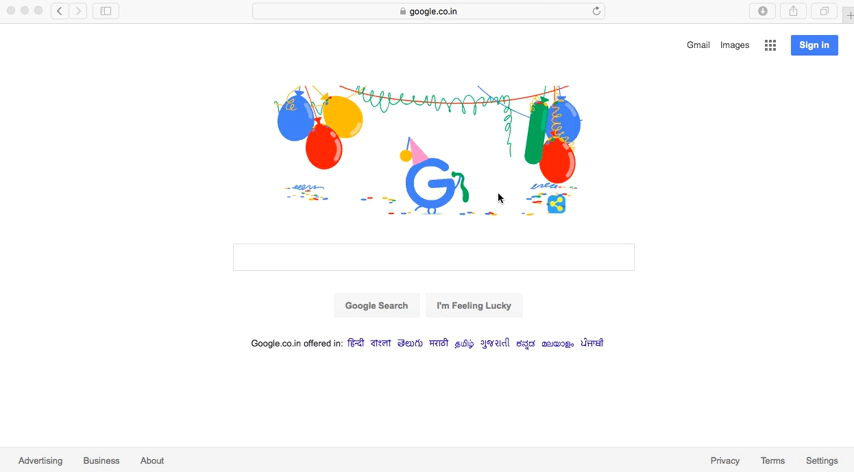 google.co.in
Gmail Images Sign in
G
Google Search I'm Feeling Lucky
Google.co.in offered in: हिन्दी বাংলা తెలుగు मराठी தமிழ் ગુજરાતી ಕನ್ನಡ മലയാളം ਪੰਜਾਬੀ
Advertising Business About Privacy Terms Settings